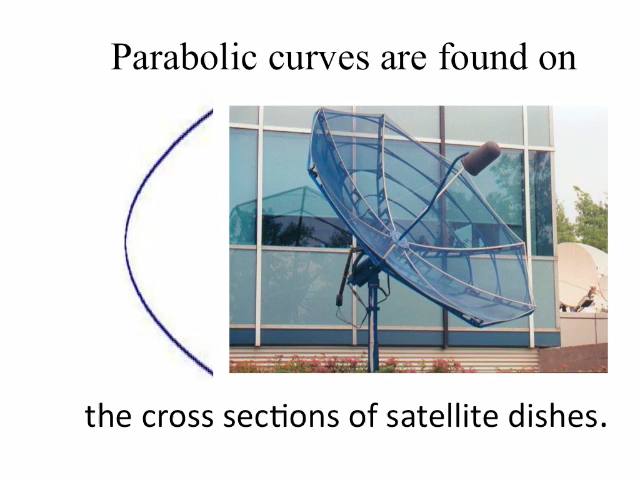 Parabolic curves are found on
the cross sections of satellite dishes.